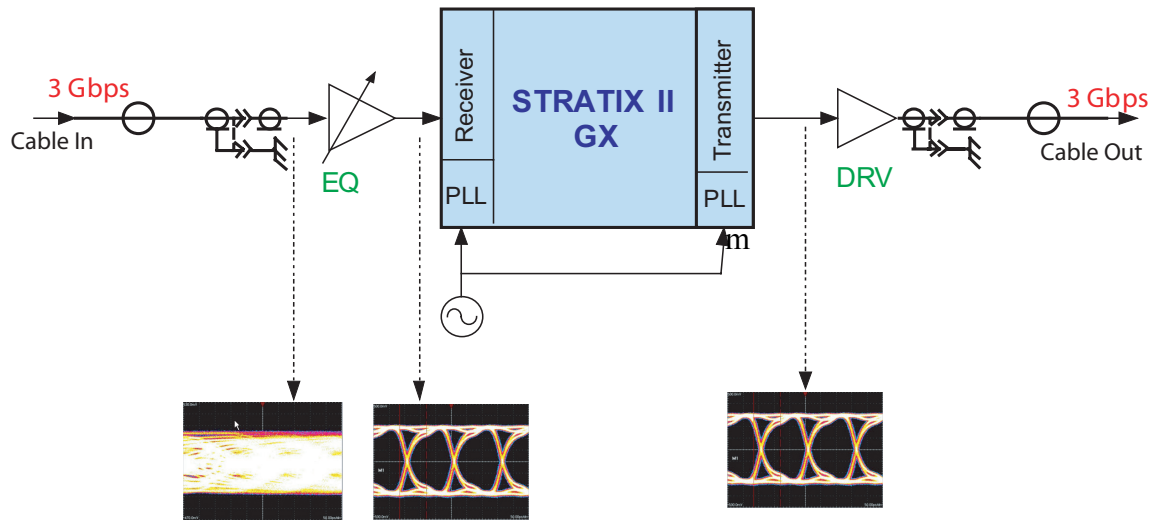 3 Gbps
Cable In
EQ
Receiver
PLL
STRATIX II
GX
Transmitter
PLL
m
DRV
3 Gbps
Cable Out